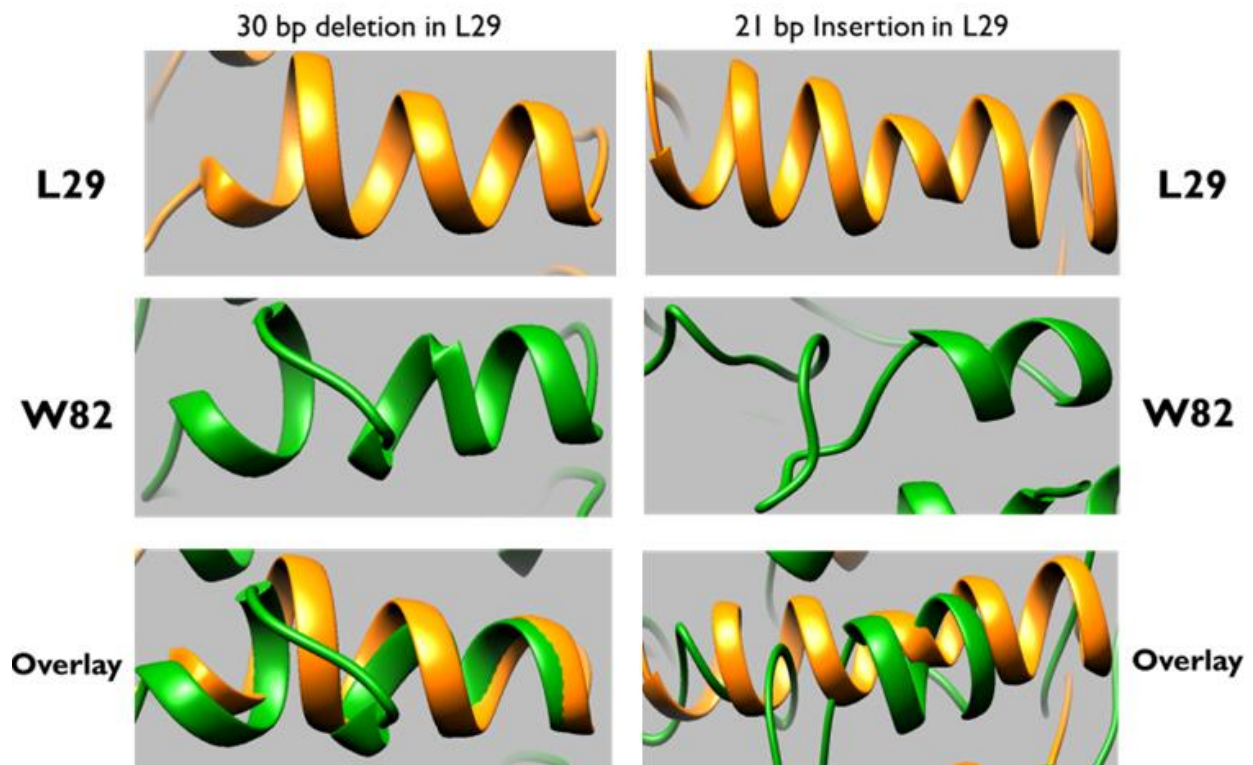 30 bp deletion in L29
21 bp Insertion in L29
L29
L29
W82
W82
Overlay
Overlay